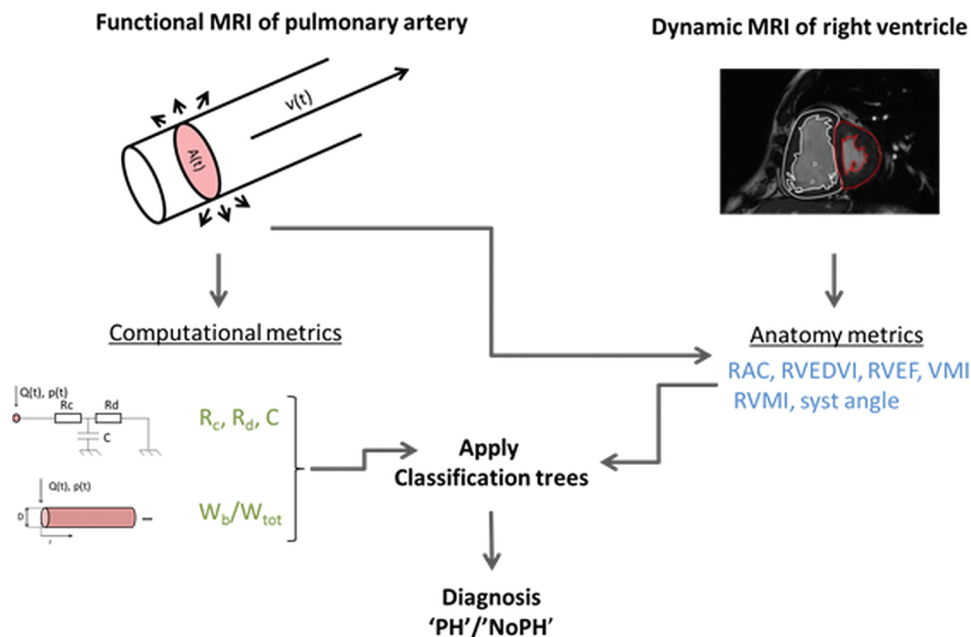 Functional MRI of pulmonary artery
Dynamic MRI of right ventricle
v(t)
A(t)
Computational metrics
Anatomy metrics
RAC, RVEDVI, RVEF, VMI
RVMI, syst angle
Q(t), p(t)
Rc Rd
C
Rc, Rd, C
Q(t), p(t)
D
Wb/Wtot
Apply
Classification trees
Diagnosis
‘PH’/’NoPH’